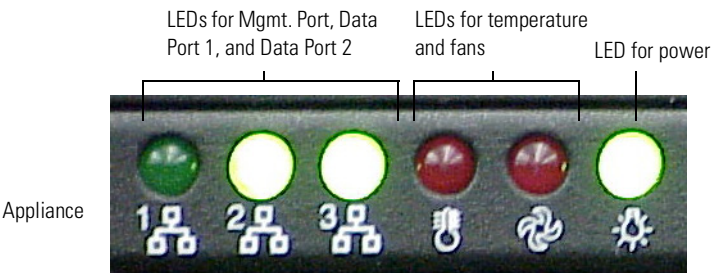 LEDs for Mgmt. Port, Data
Port 1, and Data Port 2
LEDs for temperature
and fans
LED for power
Appliance
1
2
3